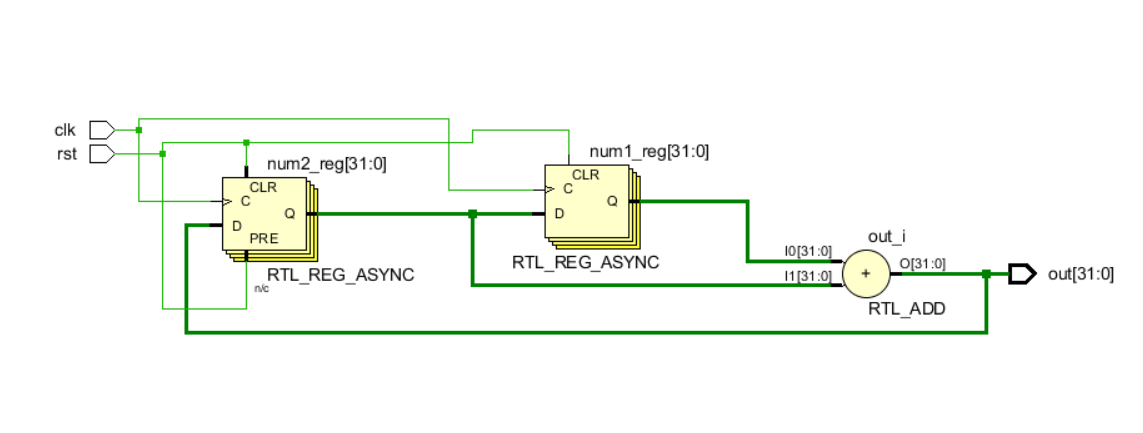 clk
rst
num2_reg[31:0]
CLR
C
Q
D
PRE
RTL_REG_ASYNC
n/c
num1_reg[31:0]
CLR
C
Q
D
RTL_REG_ASYNC
out_i
I0[31:0]
I1[31:0]
+
O[31:0]
RTL_ADD
out[31:0]